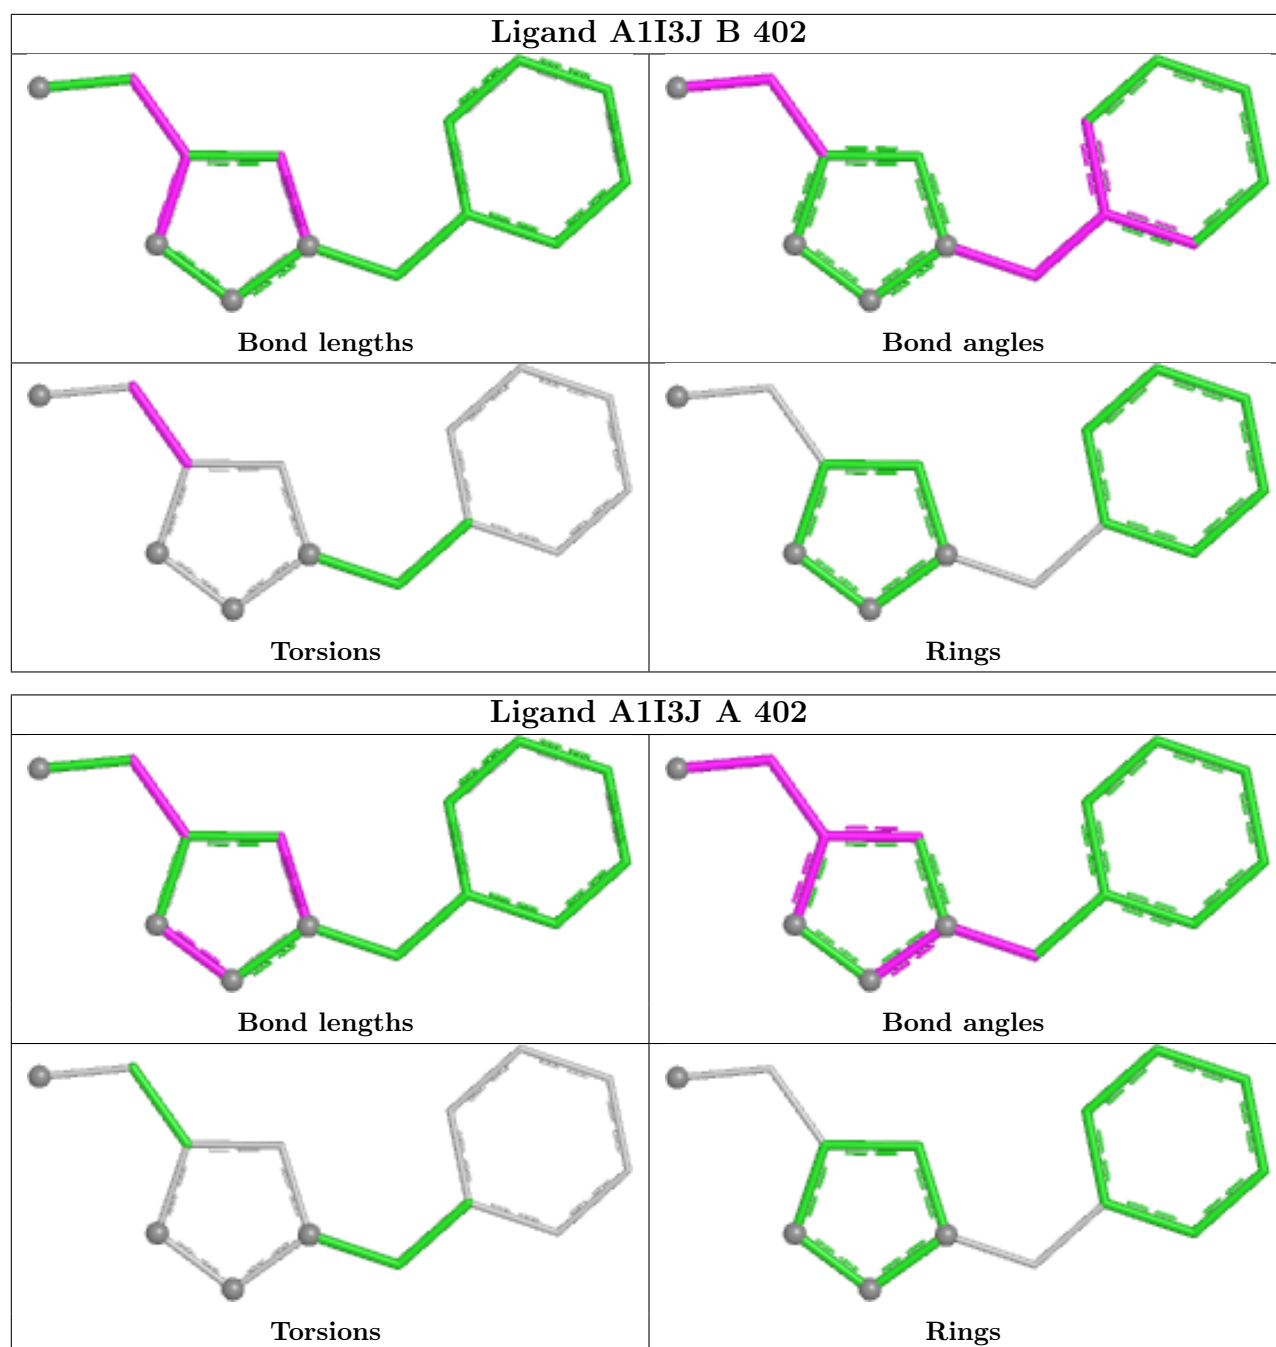 Ligand A1I3J B 402
Bond lengths
Bond angles
Torsions
Rings
Ligand A1I3J A 402
Bond lengths
Bond angles
Torsions
Rings